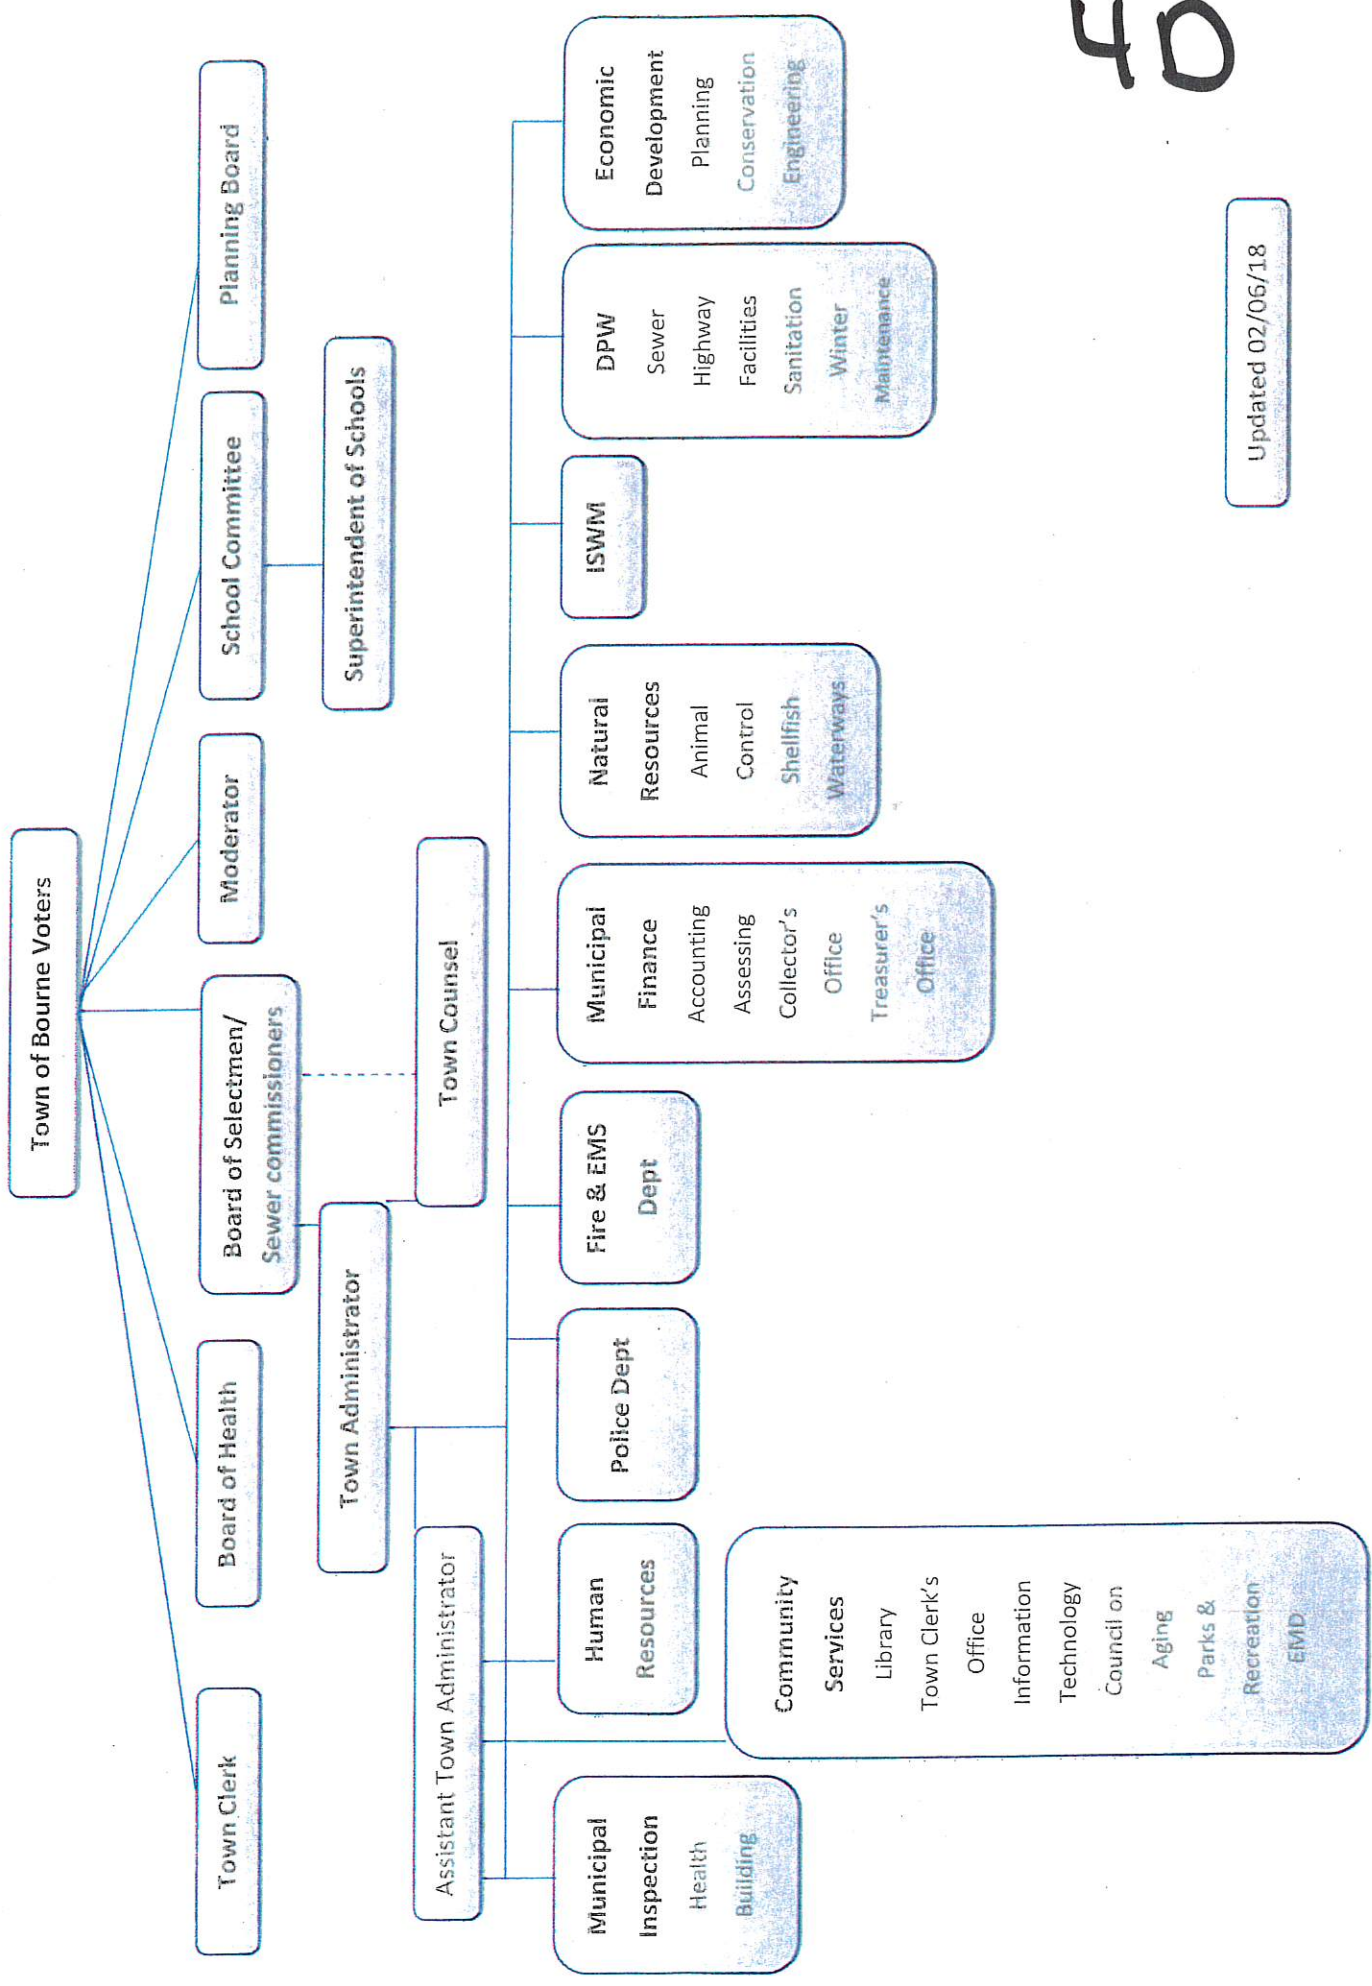 Town of Bourne Voters
Town Clerk
Board of Health
Board of Selectmen/
Sewer commissioners
Moderator
School Committee
Planning Board
Town Administrator
Superintendent of Schools
Assistant Town Administrator
Town Counsel
Municipal
Inspection
Health
Building
Community
Services
Library
Town Clerk's
Office
Information
Technology
Council on
Aging
Parks &
Recreation
EMD
Human
Resources
Police Dept
Fire & EMS
Dept
Municipal
Finance
Accounting
Assessing
Collector's
Office
Treasurer's
Office
Natural
Resources
Animal
Control
Shellfish
Waterways
ISWM
DPW
Sewer
Highway
Facilities
Sanitation
Winter
Maintenance
Economic
Development
Planning
Conservation
Engineering
Updated 02/06/18